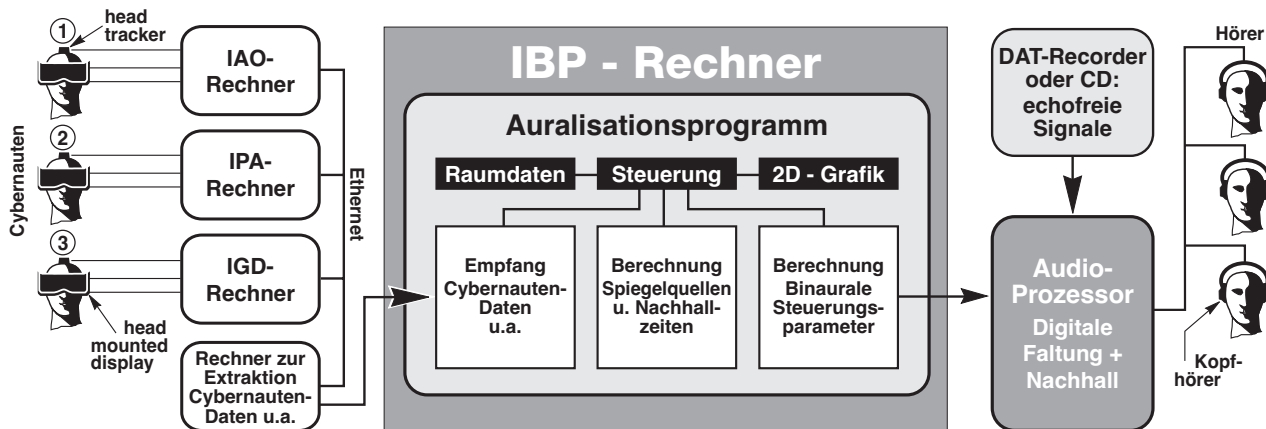 Cybernauten
1
head
tracker
2
3
head
mounted
display
IAO-
Rechner
IPA-
Rechner
IGD-
Rechner
Rechner zur
Extraktion
Cybernauten-
Daten u.a.
Ethernet
IBP - Rechner
Auralisationsprogramm
Raumdaten
Steuerung
2D - Grafik
Empfang
Cybernauten-
Daten
u.a.
Berechnung
Spiegelquellen
u. Nachhall-
zeiten
Berechnung
Binaurale
Steuerungs-
parameter
DAT-Recorder
oder CD:
echofreie
Signale
Audio-
Prozessor
Digitale
Faltung +
Nachhall
Hörer
Kopf-
hörer